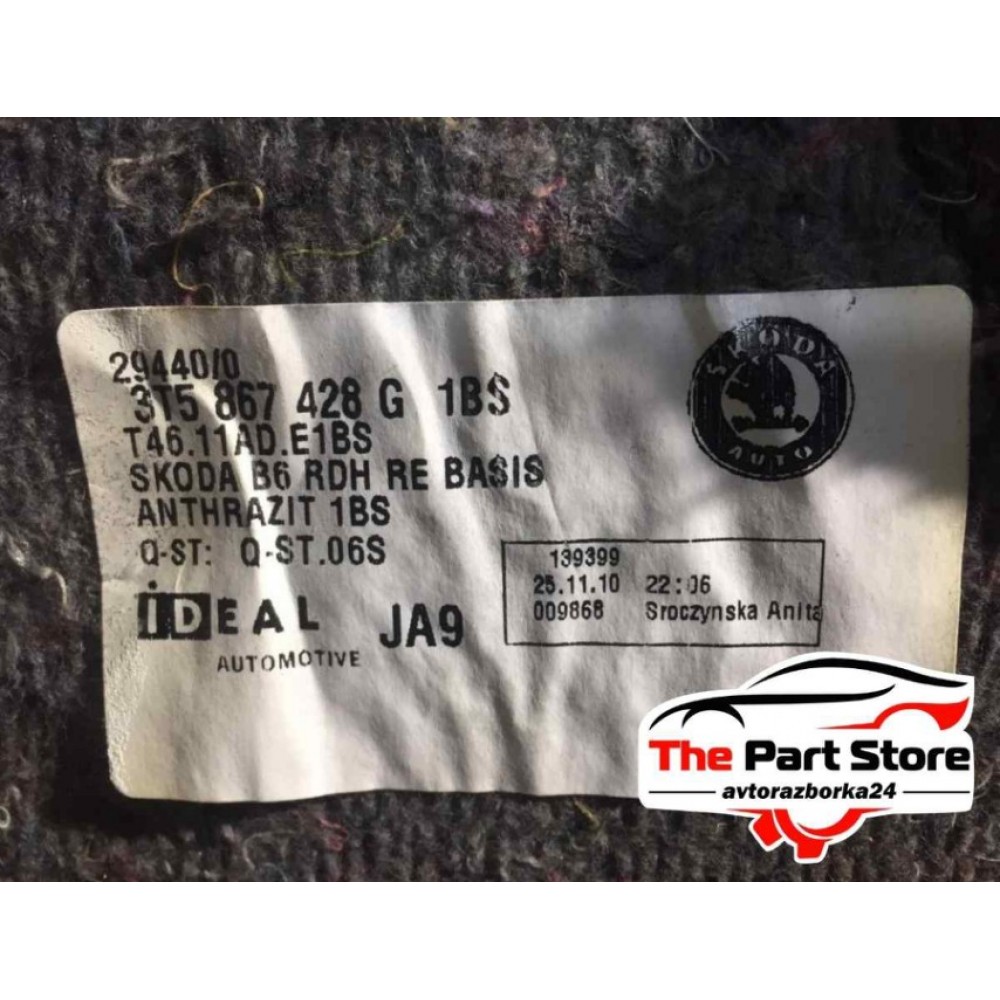 29440/0
3T5 867 428 G 1BS
T46.11AD.E1BS
SKODA B6 RDH RE BASIS
ANTHRAZIT 1BS
Q-ST: Q-ST.06S
iDEAL
AUTOMOTIVE
JA9
SKODA
AUTO
139399
25.11.10 22:06
009868 Sroczynska Anita
The Part Store
avtorazborka24